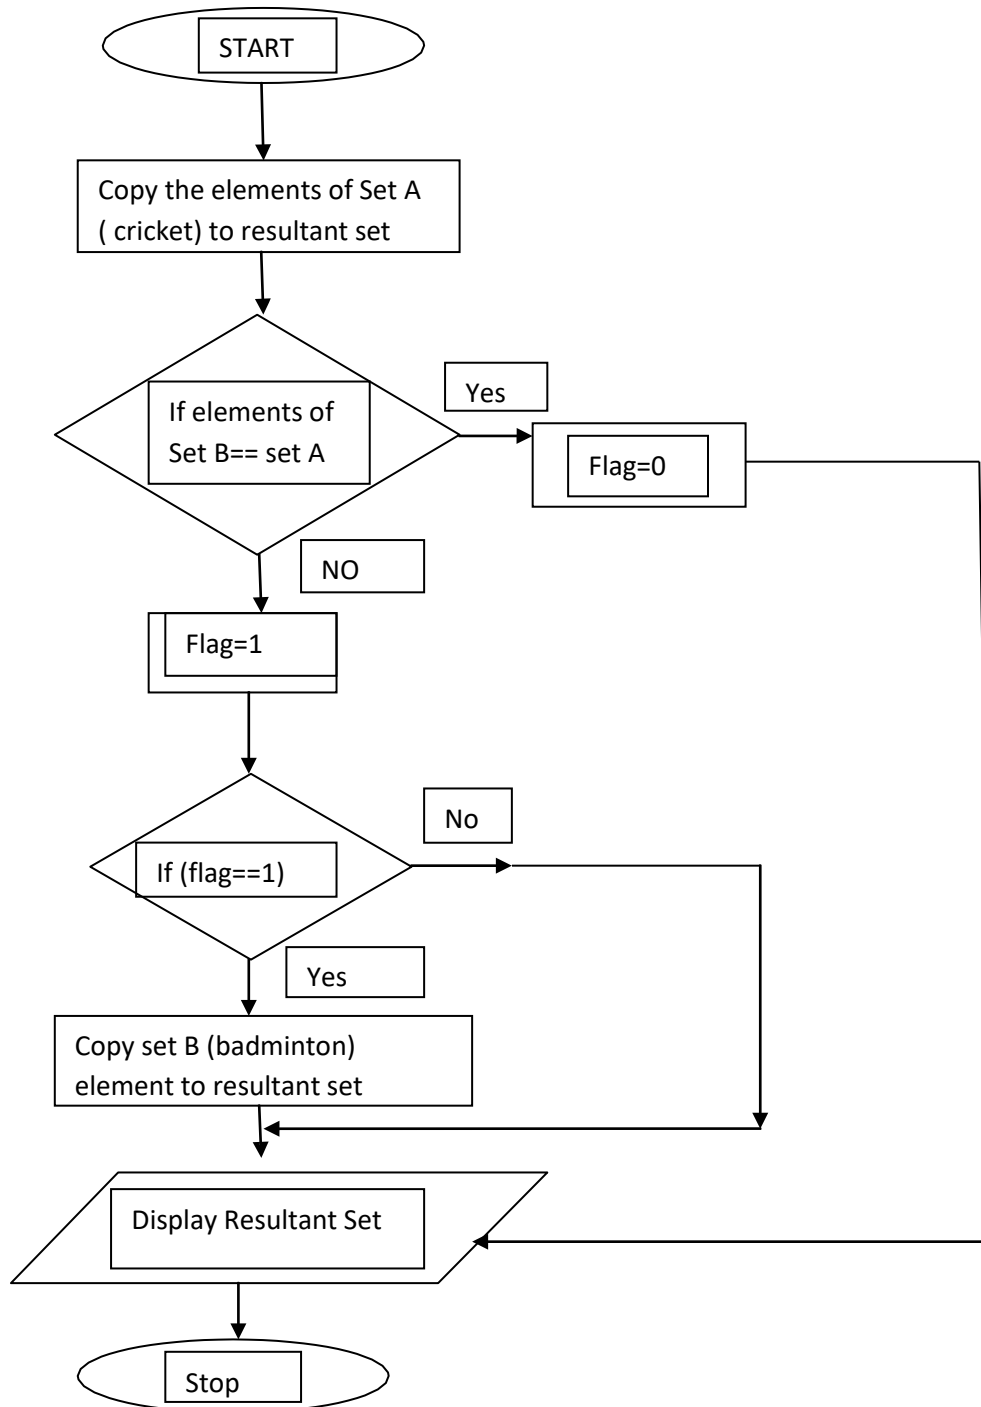 START
Copy the elements of Set A
( cricket) to resultant set
If elements of
Set B== set A
Yes
Flag=0
NO
Flag=1
If (flag==1)
No
Yes
Copy set B (badminton)
element to resultant set
Display Resultant Set
Stop